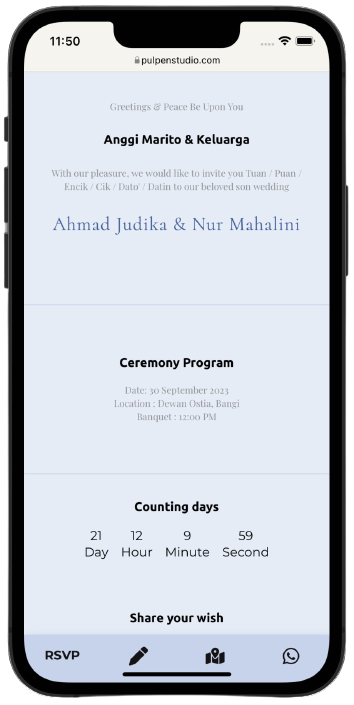 11:50
pulpenstudio.com
Greetings & Peace Be Upon You
Anggi Marito & Keluarga
With our pleasure, we would like to invite you Tuan / Puan /
Encik / Cik / Dato' / Datin to our beloved son wedding
Ahmad Judika & Nur Mahalini
Ceremony Program
Date: 30 September 2023
Location : Dewan Ostia, Bangi
Banquet : 12:00 PM
Counting days
21 12 9 59
Day Hour Minute Second
Share your wish
RSVP